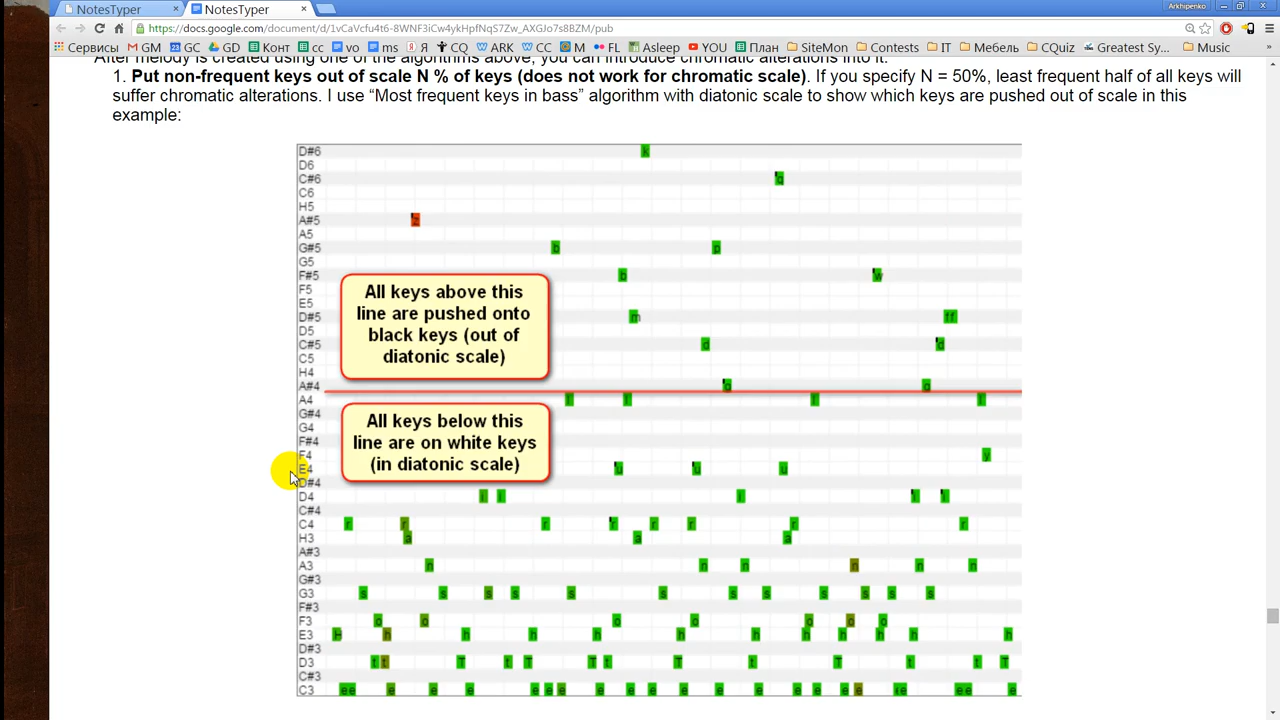 NotesTyper × NotesTyper × Arkhipenko
https://docs.google.com/document/d/1vCaVcfu4t6-8WNF3iCw4ykHpfNqS7Zw_AXGJo7s8BZM/pub
Сервисы GM GC GD Конт cc vo ms Я CQ ARK CC M FL Asleep YOU План SiteMon Contests IT Мебель CQuiz Greatest Sy... Music
After melody is created using one of the algorithms above, you can introduce chromatic alterations into it:
1. Put non-frequent keys out of scale N % of keys (does not work for chromatic scale). If you specify N = 50%, least frequent half of all keys will
suffer chromatic alterations. I use “Most frequent keys in bass” algorithm with diatonic scale to show which keys are pushed out of scale in this
example:
D#6 k
D6
C#6 q
C6
H5
A#5 z
A5
G#5 b p
G5
F#5 b w
F5
E5
D#5 m ff
D5
C#5 d d
C5
H4
A#4
All keys above this
line are pushed onto
black keys (out of
diatonic scale)
A4
G#4
G4
F#4
F4 y
E4 u u u
D#4
All keys below this
line are on white keys
(in diatonic scale)
D4
C#4
C4 r r r r r r r r
H3 a a a
A#3
A3 n n n n n n
G#3
G3 s s s s s s s s s s s s
F#3
F3 o o o o o o o
E3 H h h h h h h h h h h h
D#3
D3 t t T t T T t T t T t t T
C#3
C3 ee e e e e e e e e e e e e e e e e ee e